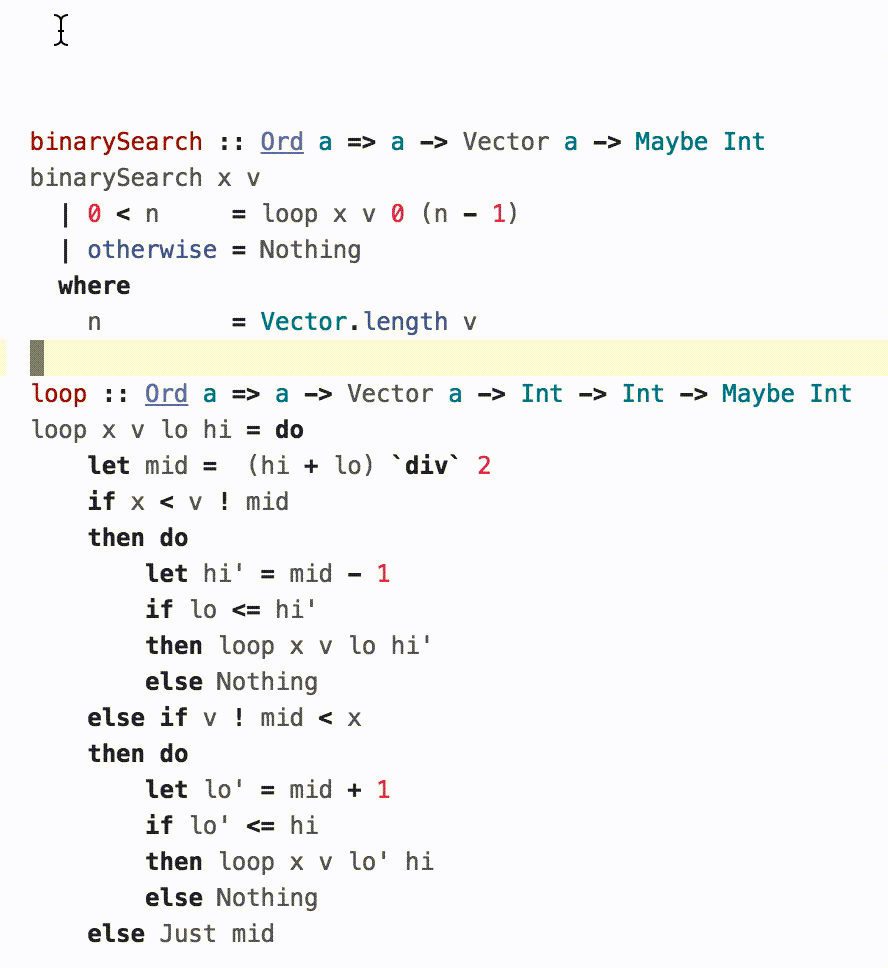 binarySearch :: Ord a => a -> Vector a -> Maybe Int
binarySearch x v
  | 0 < n     = loop x v 0 (n - 1)
  | otherwise = Nothing
  where
    n         = Vector.length v
loop :: Ord a => a -> Vector a -> Int -> Int -> Maybe Int
loop x v lo hi = do
    let mid =  (hi + lo) `div` 2
    if x < v ! mid
    then do
        let hi' = mid - 1
        if lo <= hi'
        then loop x v lo hi'
        else Nothing
    else if v ! mid < x
    then do
        let lo' = mid + 1
        if lo' <= hi
        then loop x v lo' hi
        else Nothing
    else Just mid